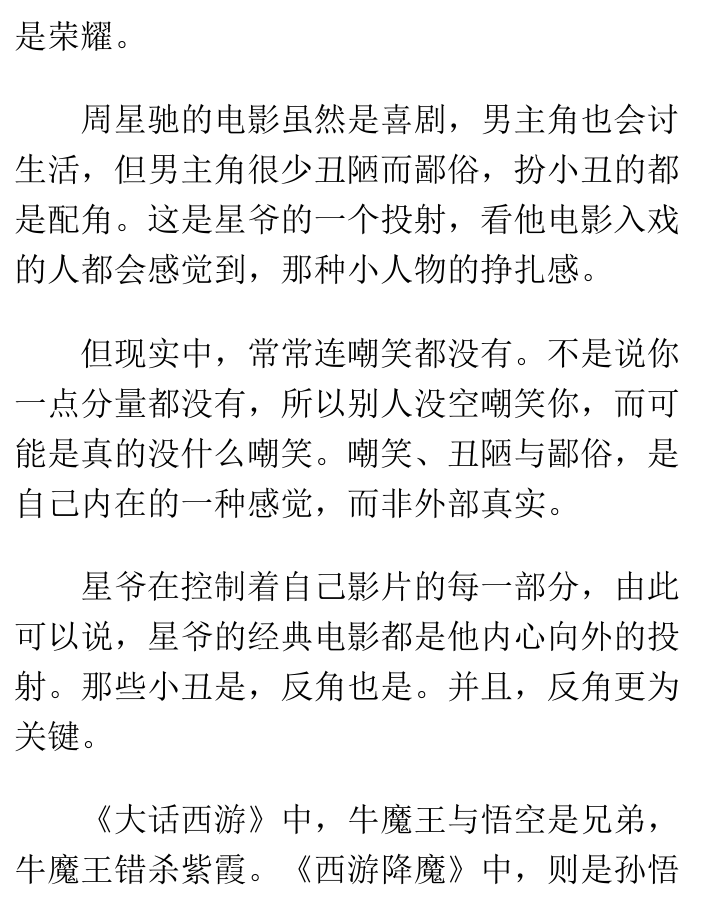 是荣耀。
周星驰的电影虽然是喜剧，男主角也会讨
生活，但男主角很少丑陋而鄙俗，扮小丑的都
是配角。这是星爷的一个投射，看他电影入戏
的人都会感觉到，那种小人物的挣扎感。
但现实中，常常连嘲笑都没有。不是说你
一点分量都没有，所以别人没空嘲笑你，而可
能是真的没什么嘲笑。嘲笑、丑陋与鄙俗，是
自己内在的一种感觉，而非外部真实。
星爷在控制着自己影片的每一部分，由此
可以说，星爷的经典电影都是他内心向外的投
射。那些小丑是，反角也是。并且，反角更为
关键。
《大话西游》中，牛魔王与悟空是兄弟，
牛魔王错杀紫霞。《西游降魔》中，则是孙悟